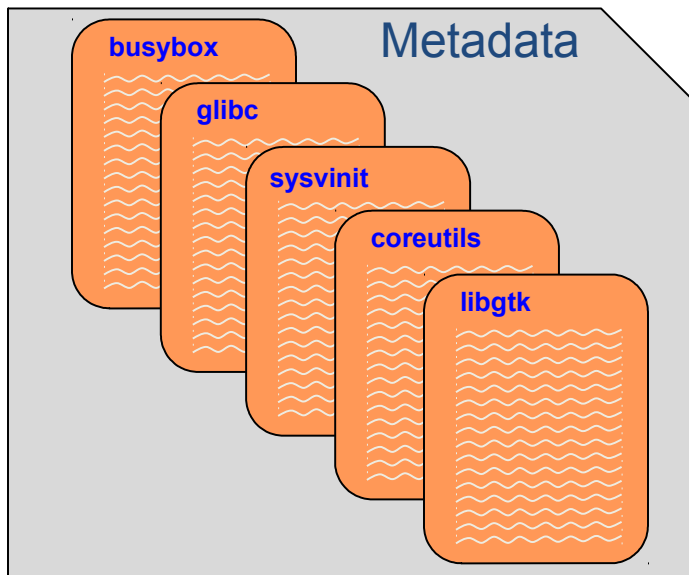 Metadata
busybox
glibc
sysvinit
coreutils
libgtk